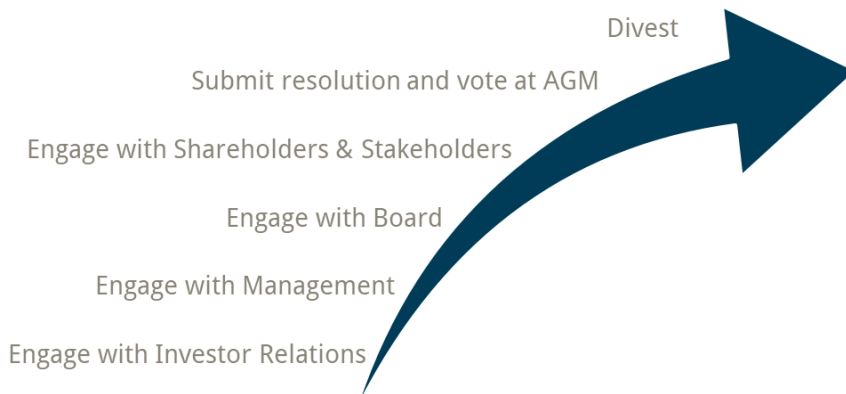 Divest
Submit resolution and vote at AGM
Engage with Shareholders & Stakeholders
Engage with Board
Engage with Management
Engage with Investor Relations